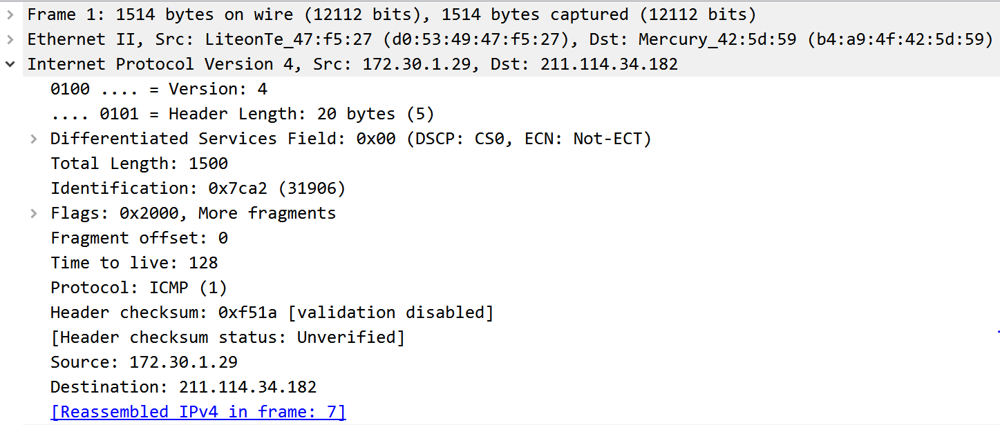 Frame 1: 1514 bytes on wire (12112 bits), 1514 bytes captured (12112 bits)
Ethernet II, Src: LiteonTe_47:f5:27 (d0:53:49:47:f5:27), Dst: Mercury_42:5d:59 (b4:a9:4f:42:5d:59)
Internet Protocol Version 4, Src: 172.30.1.29, Dst: 211.114.34.182
0100 .... = Version: 4
.... 0101 = Header Length: 20 bytes (5)
Differentiated Services Field: 0x00 (DSCP: CS0, ECN: Not-ECT)
Total Length: 1500
Identification: 0x7ca2 (31906)
Flags: 0x2000, More fragments
Fragment offset: 0
Time to live: 128
Protocol: ICMP (1)
Header checksum: 0xf51a [validation disabled]
[Header checksum status: Unverified]
Source: 172.30.1.29
Destination: 211.114.34.182
[Reassembled IPv4 in frame: 7]